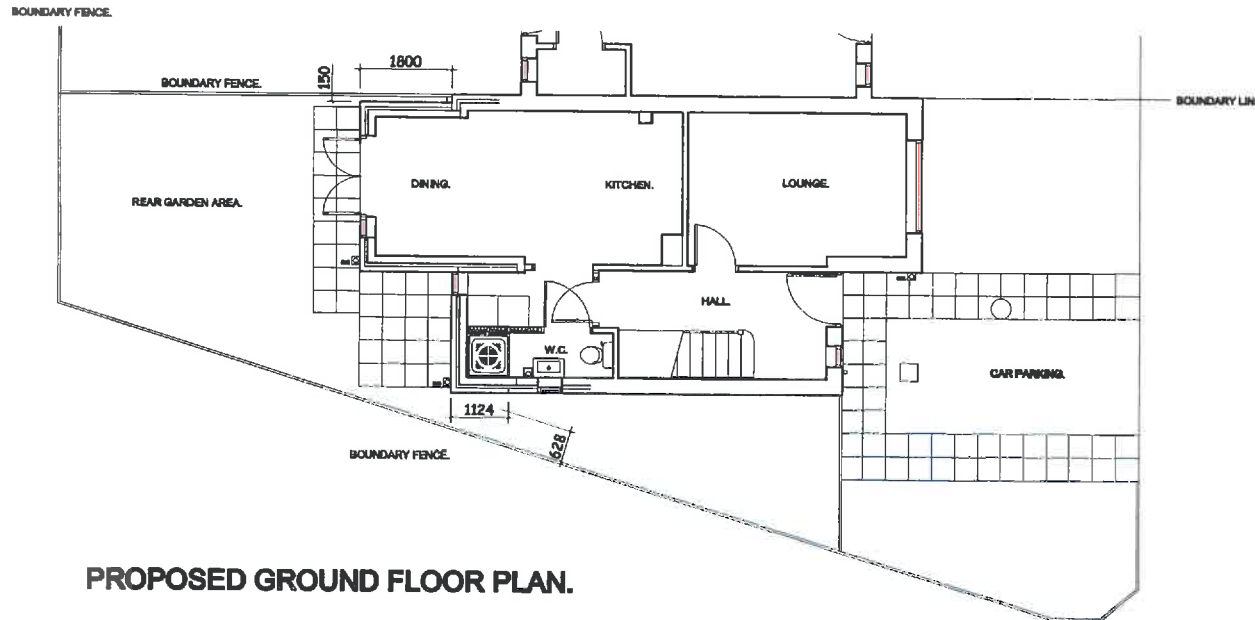 BOUNDARY FENCE.
BOUNDARY FENCE.
150
1800
BOUNDARY LINE
DINING.
KITCHEN.
LOUNGE.
REAR GARDEN AREA.
HALL.
W.C.
CAR PARKING.
1124
628
BOUNDARY FENCE.
PROPOSED GROUND FLOOR PLAN.